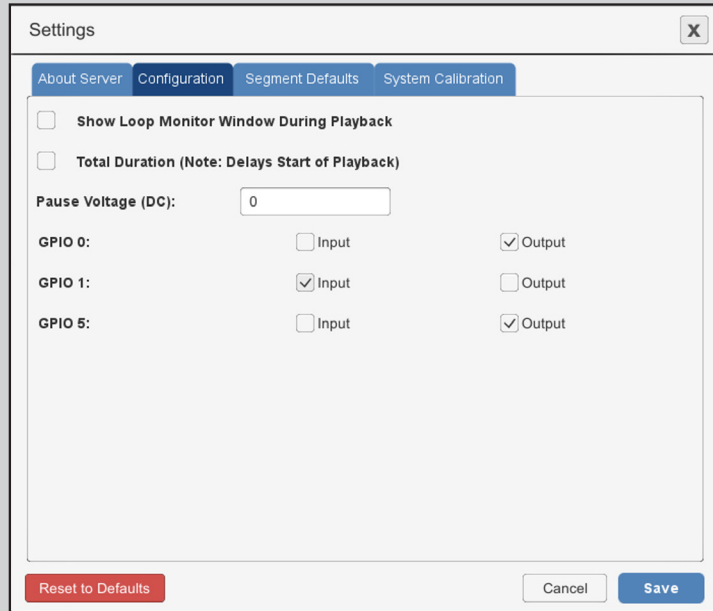 Settings X
About Server Configuration Segment Defaults System Calibration
Show Loop Monitor Window During Playback
Total Duration (Note: Delays Start of Playback)
Pause Voltage (DC): 0
GPIO 0: Input Output
GPIO 1: Input Output
GPIO 5: Input Output
Reset to Defaults Cancel Save